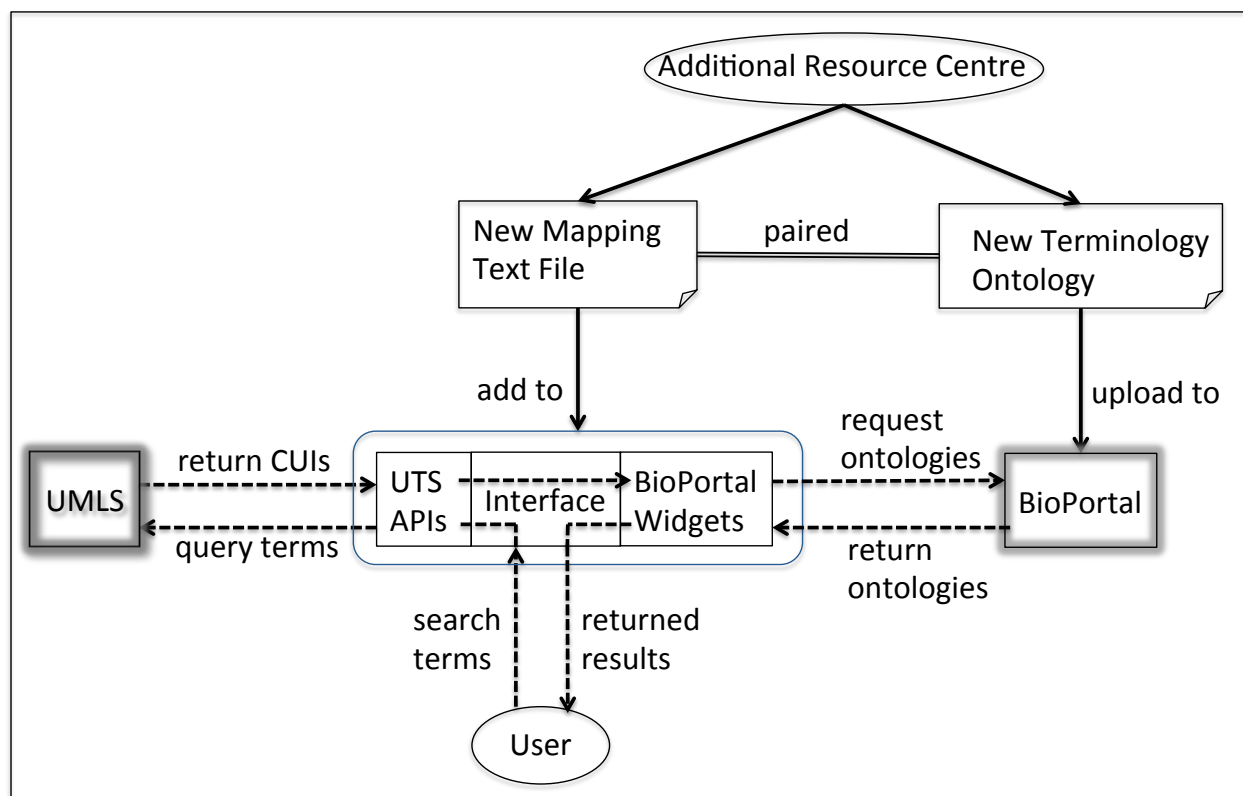 Additional Resource Centre
New Mapping
Text File
paired
New Terminology
Ontology
add to
upload to
request
ontologies
return CUIs
UMLS
query terms
UTS
APIs
Interface
BioPortal
Widgets
BioPortal
return
ontologies
search
terms
returned
results
User